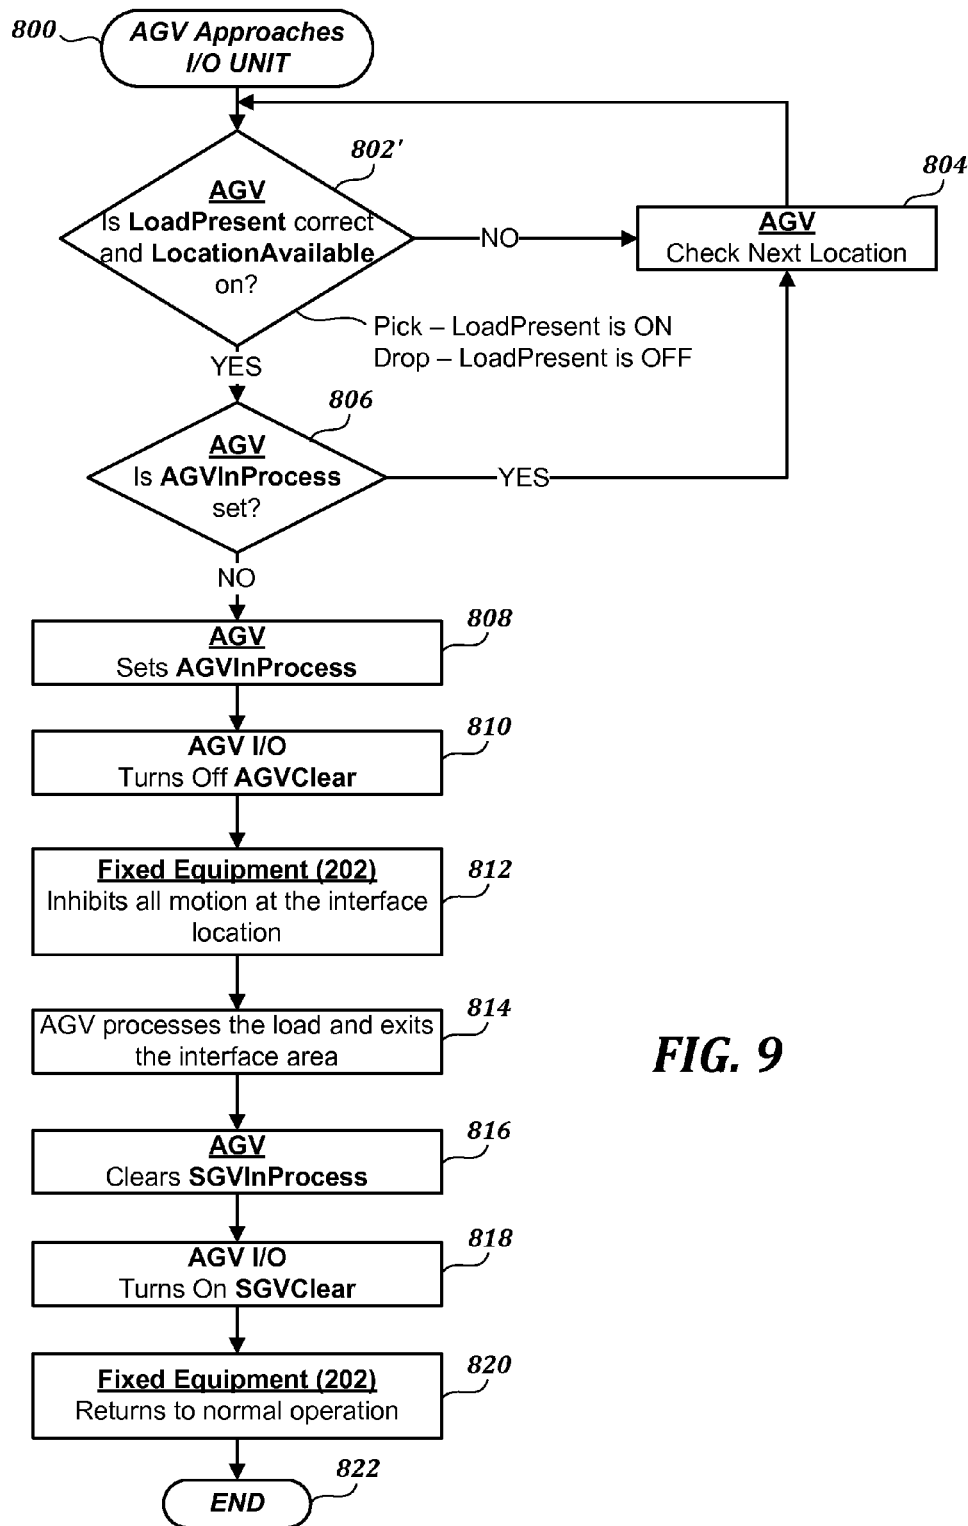 800
AGV Approaches
I/O UNIT
802'
AGV
Is LoadPresent correct
and LocationAvailable
on?
NO
804
AGV
Check Next Location
Pick – LoadPresent is ON
Drop – LoadPresent is OFF
YES
806
AGV
Is AGVInProcess
set?
YES
NO
808
AGV
Sets AGVInProcess
810
AGV I/O
Turns Off AGVClear
812
Fixed Equipment (202)
Inhibits all motion at the interface
location
814
AGV processes the load and exits
the interface area
FIG. 9
816
AGV
Clears SGVInProcess
818
AGV I/O
Turns On SGVClear
820
Fixed Equipment (202)
Returns to normal operation
822
END